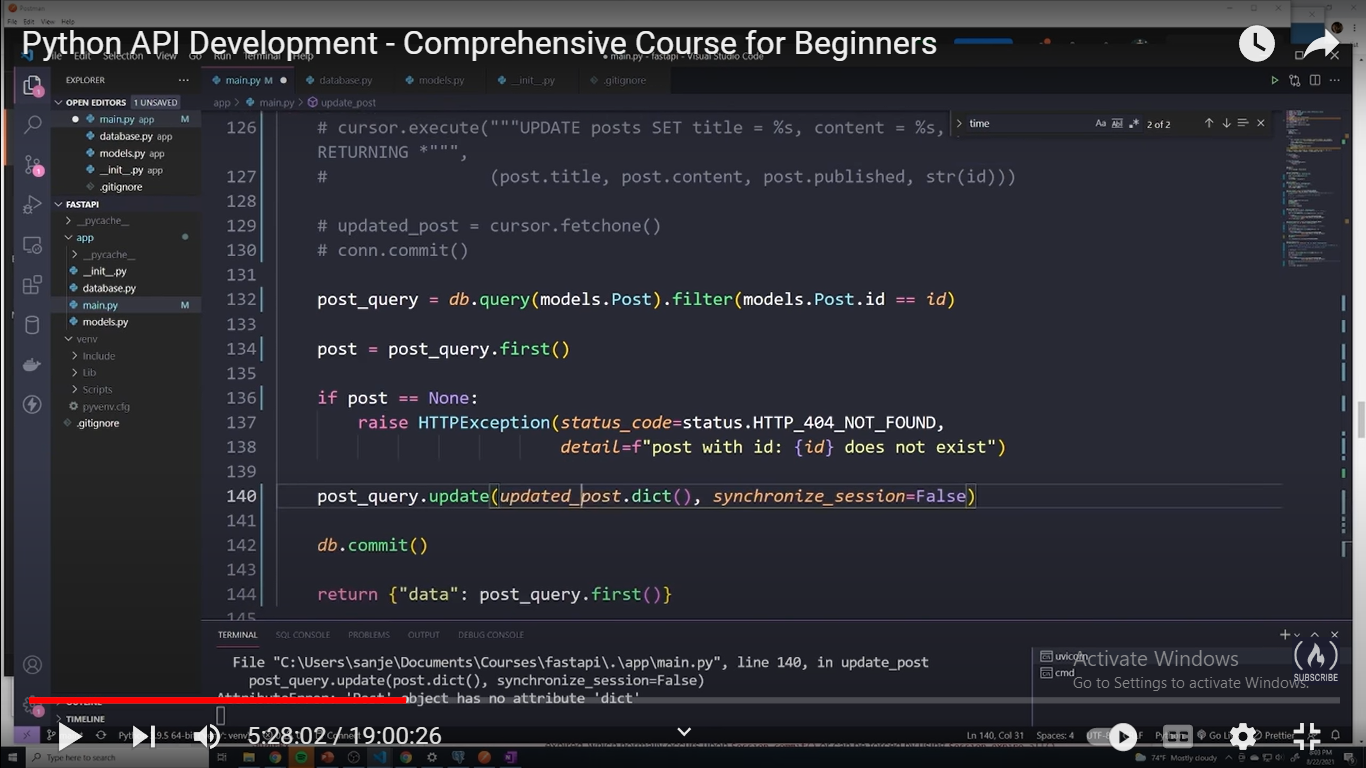 Python API Development - Comprehensive Course for Beginners
File Edit View Help
Edit Selection View Go Run Terminal Help
main.py - fastapi - Visual Studio Code
EXPLORER
main.py M
database.py
models.py
__init__.py
.gitignore
OPEN EDITORS 1 UNSAVED
app > main.py > update_post
main.py app M
database.py app
models.py app
__init__.py app
.gitignore
FASTAPI
__pycache__
app
__pycache__
__init__.py
database.py
main.py M
models.py
venv
Include
Lib
Scripts
pyvenv.cfg
.gitignore
time
Aa
2 of 2
126 # cursor.execute("""UPDATE posts SET title = %s, content = %s,
RETURNING *""",
127 # (post.title, post.content, post.published, str(id)))
128
129 # updated_post = cursor.fetchone()
130 # conn.commit()
131
132 post_query = db.query(models.Post).filter(models.Post.id == id)
133
134 post = post_query.first()
135
136 if post == None:
137 raise HTTPException(status_code=status.HTTP_404_NOT_FOUND,
138 detail=f"post with id: {id} does not exist")
139
140 post_query.update(updated_post.dict(), synchronize_session=False)
141
142 db.commit()
143
144 return {"data": post_query.first()}
145
TERMINAL SQL CONSOLE PROBLEMS OUTPUT DEBUG CONSOLE
File "C:\Users\sanje\Documents\Courses\fastapi\.\app\main.py", line 140, in update_post
post_query.update(post.dict(), synchronize_session=False)
AttributeError: 'Post' object has no attribute 'dict'
uvicorn
cmd
Activate Windows
Go to Settings to activate Windows.
SUBSCRIBE
OUTLINE
TIMELINE
5:28:02 / 19:00:26
Ln 140, Col 31 Spaces: 4
Prettier
Type here to search
74°F Mostly cloudy
8/22/2021